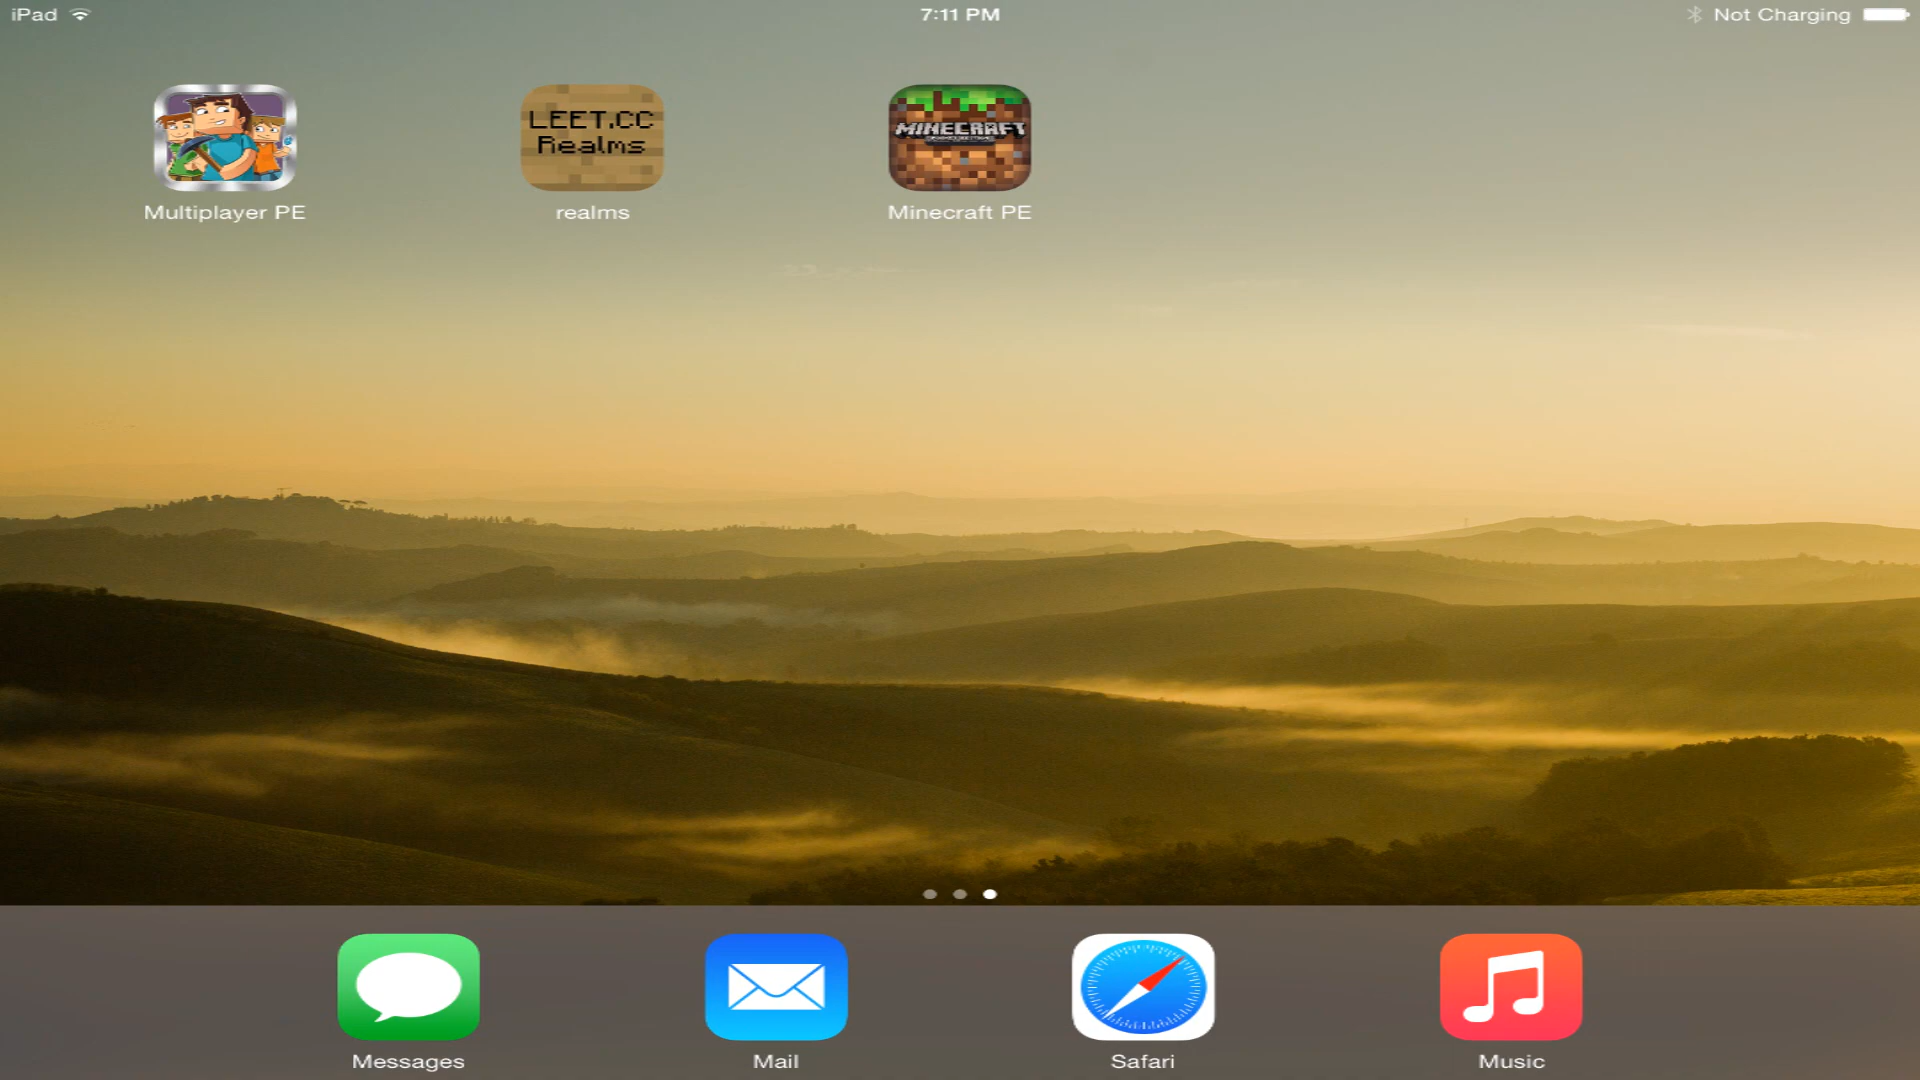 iPad
7:11 PM
Not Charging
LEET.CC
Realms
MINECRAFT
Multiplayer PE
realms
Minecraft PE
Messages
Mail
Safari
Music